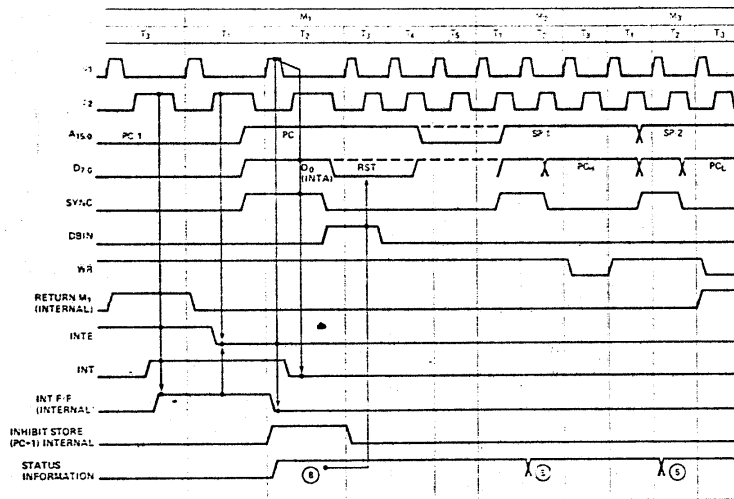 M₁ M₂ M₃
T₃ T₁ T₂ T₃ T₄ T₅ T₁ T₂ T₃ T₁ T₂ T₃
A₁₅₋₀ PC 1 PC SP 1 SP 2
D₇₋₀ D₀ (INTA) RST PCH PCL
SYNC
DBIN
WR
RETURN M₁
(INTERNAL)
INTE
INT
INT F/F
(INTERNAL)
INHIBIT STORE
(PC+1) INTERNAL
STATUS
INFORMATION 8 5